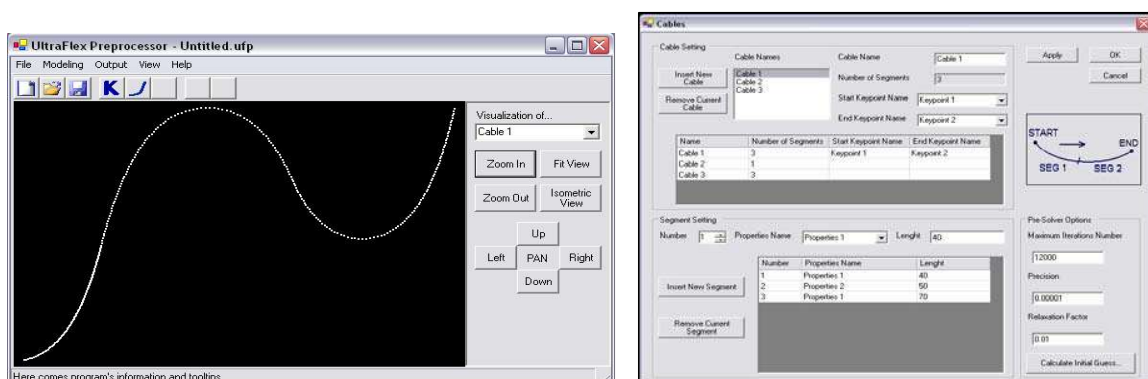 UltraFlex Preprocessor - Untitled.ufp
File Modeling Output View Help
K
Visualization of...
Cable 1
Zoom In Fit View
Zoom Out Isometric View
Up
Left PAN Right
Down
Here comes program's information and tooltips
Cables
Cable Setting
Cable Names
Insert New Cable
Remove Current Cable
Cable 1
Cable 2
Cable 3
Cable Name Cable 1
Number of Segments 3
Start Keypoint Name Keypoint 1
End Keypoint Name Keypoint 2
Apply OK
Cancel
Name Number of Segments Start Keypoint Name End Keypoint Name
Cable 1 3 Keypoint 1 Keypoint 2
Cable 2 1
Cable 3 3
START
END
SEG 1 SEG 2
Segment Setting
Number 1 Properties Name Properties 1 Lenght 40
Insert New Segment
Remove Current Segment
Number Properties Name Lenght
1 Properties 1 40
2 Properties 2 50
3 Properties 1 70
Pre-Solver Options
Maximum Iterations Number
12000
Precision
0.00001
Relaxation Factor
0.01
Calculate Initial Guess...